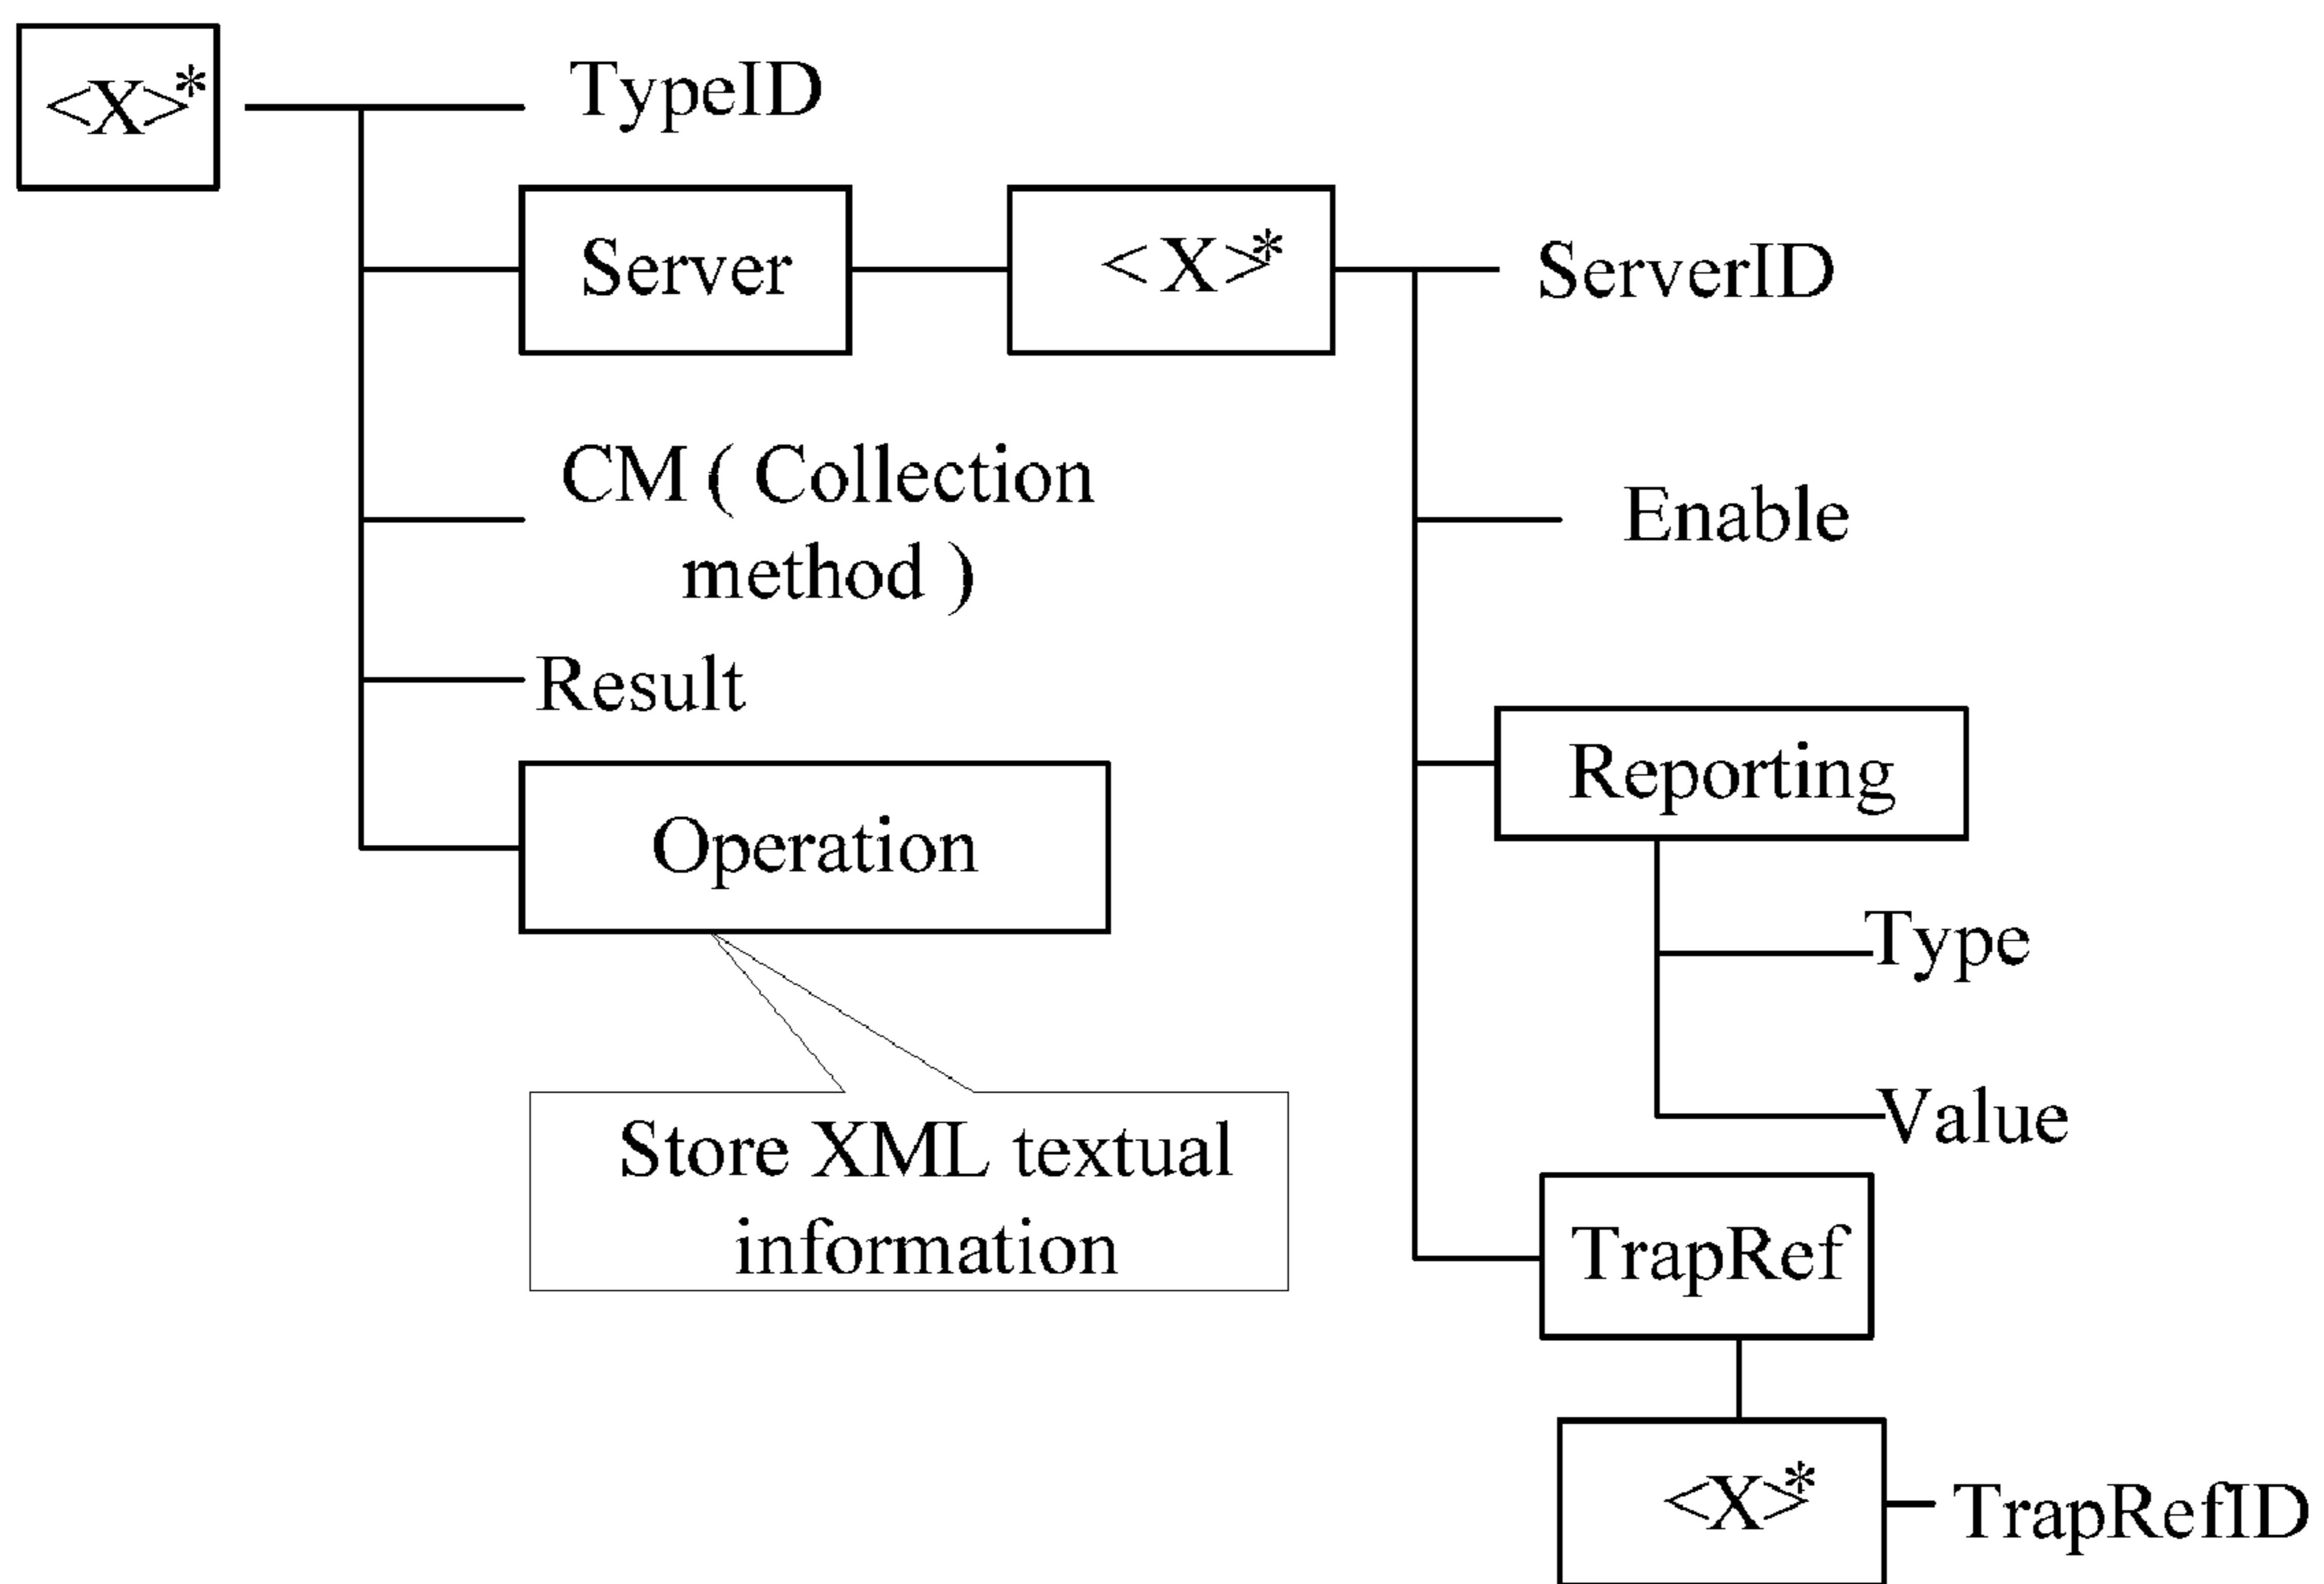 <X>*
TypeID
Server
<X>*
ServerID
CM ( Collection
method )
Enable
Result
Reporting
Operation
Type
Value
Store XML textual
information
TrapRef
<X>*
TrapRefID